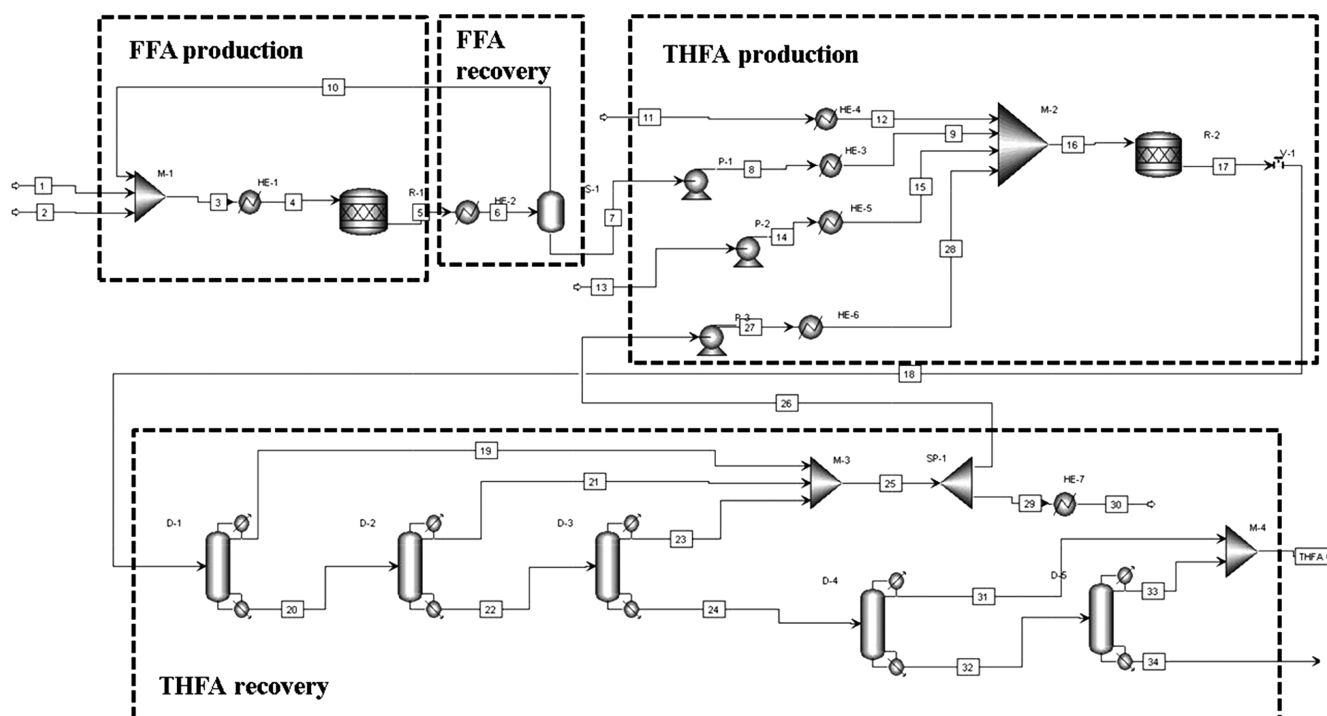 FFA production
FFA
recovery
THFA production
10
1
2
M-1
3
HE-1
4
R-1
5
HE-2
6
S-1
7
11
HE-4
12
9
M-2
P-1
8
HE-3
16
R-2
17
V-1
15
P-2
14
HE-5
28
13
P-3
27
HE-6
18
26
19
M-3
SP-1
21
25
HE-7
29
30
D-1
D-2
D-3
23
M-4
THFA
D-4
31
D-5
33
20
22
24
32
34
THFA recovery